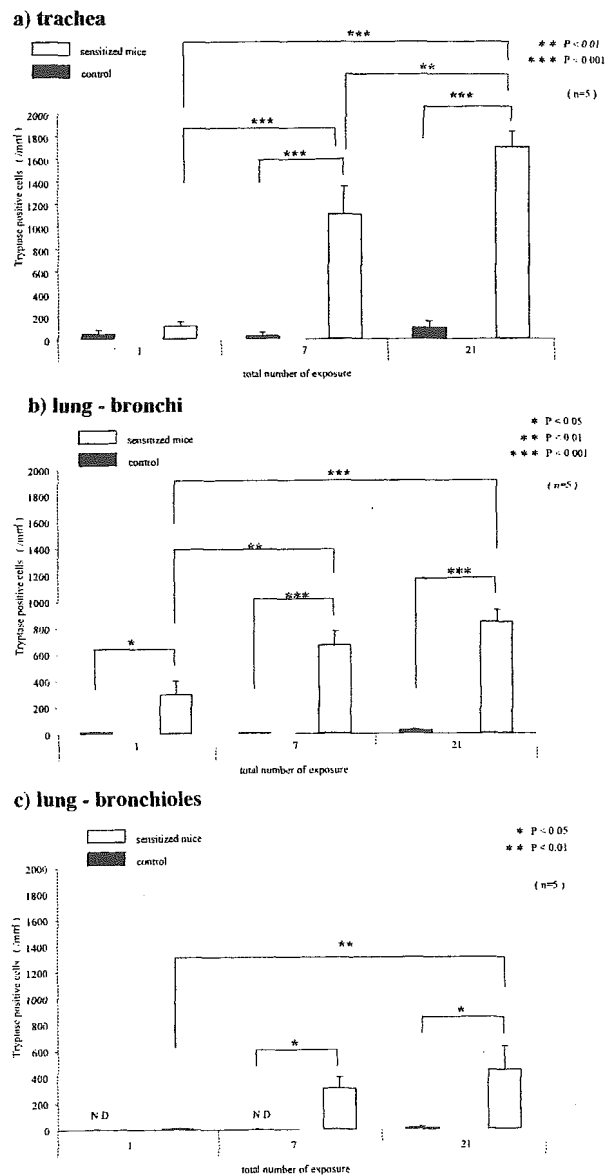 a) trachea
sensitized mice
control
***
** P < 0.01
*** P < 0.001
( n=5 )
**
***
***
***
Tryptase positive cells ( /mm² )
2000
1800
1600
1400
1200
1000
800
600
400
200
0
1 7 21
total number of exposure
b) lung - bronchi
sensitized mice
control
* P < 0.05
** P < 0.01
*** P < 0.001
( n=5 )
***
**
***
***
*
Tryptase positive cells ( /mm² )
2000
1800
1600
1400
1200
1000
800
600
400
200
0
1 7 21
total number of exposure
c) lung - bronchioles
sensitized mice
control
* P < 0.05
** P < 0.01
( n=5 )
**
*
*
Tryptase positive cells ( /mm² )
2000
1800
1600
1400
1200
1000
800
600
400
200
0
N D N D
1 7 21
total number of exposure